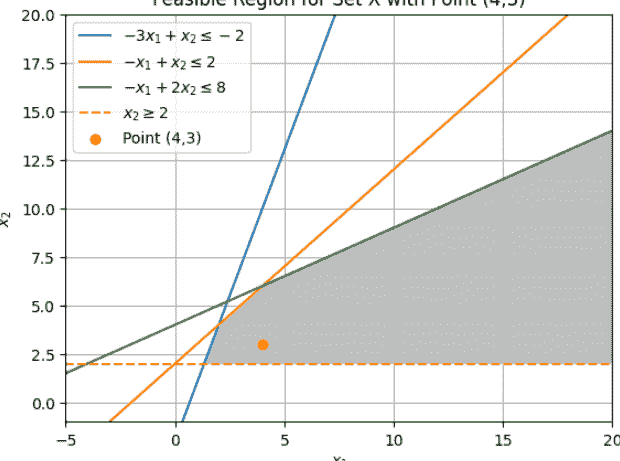 Feasible Region for Set X with Point (4,3)
−3x₁ + x₂ ≤ − 2
−x₁ + x₂ ≤ 2
−x₁ + 2x₂ ≤ 8
x₂ ≥ 2
Point (4,3)
20.0
17.5
15.0
12.5
10.0
7.5
5.0
2.5
0.0
x₂
−5
0
5
10
15
20
x₁